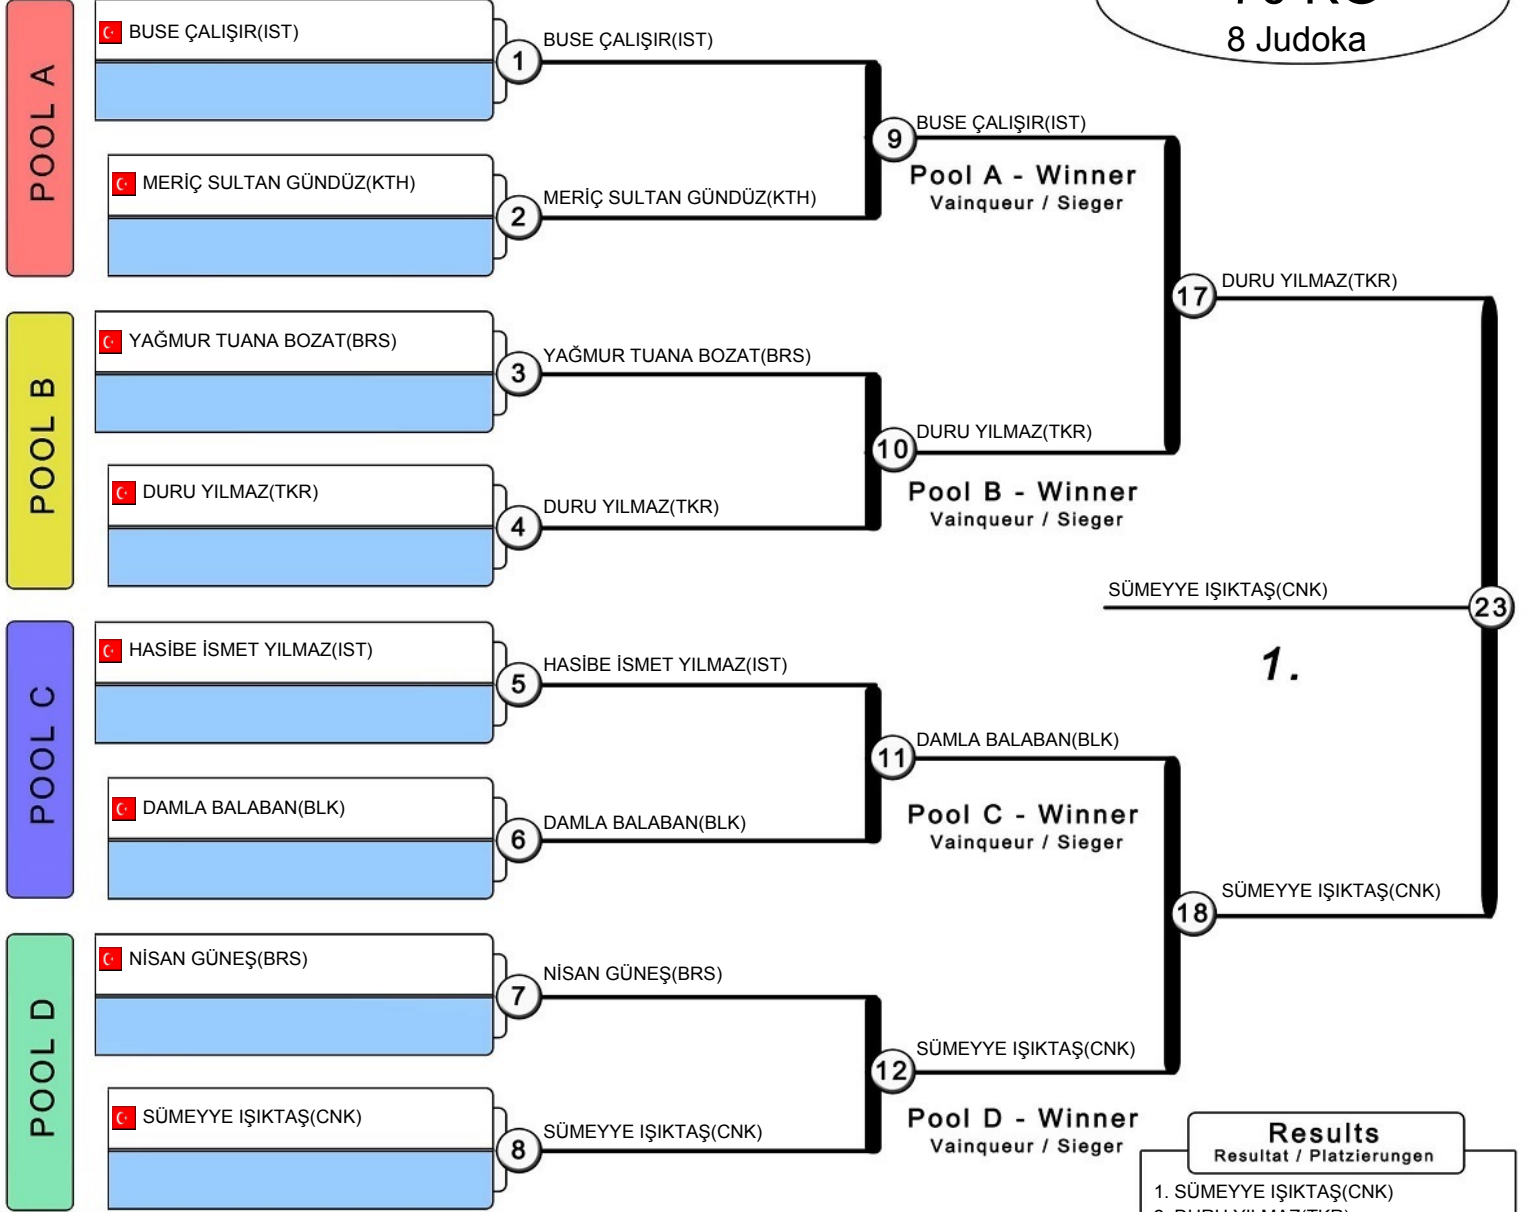 8 Judoka
POOL A
BUSE ÇALIŞIR(IST)
1
BUSE ÇALIŞIR(IST)
MERİÇ SULTAN GÜNDÜZ(KTH)
2
MERİÇ SULTAN GÜNDÜZ(KTH)
9
BUSE ÇALIŞIR(IST)
Pool A - Winner
Vainqueur / Sieger
POOL B
YAĞMUR TUANA BOZAT(BRS)
3
YAĞMUR TUANA BOZAT(BRS)
DURU YILMAZ(TKR)
4
DURU YILMAZ(TKR)
10
DURU YILMAZ(TKR)
Pool B - Winner
Vainqueur / Sieger
17
DURU YILMAZ(TKR)
SÜMEYYE IŞIKTAŞ(CNK)
23
1.
POOL C
HASİBE İSMET YILMAZ(IST)
5
HASİBE İSMET YILMAZ(IST)
DAMLA BALABAN(BLK)
6
DAMLA BALABAN(BLK)
11
DAMLA BALABAN(BLK)
Pool C - Winner
Vainqueur / Sieger
18
SÜMEYYE IŞIKTAŞ(CNK)
POOL D
NİSAN GÜNEŞ(BRS)
7
NİSAN GÜNEŞ(BRS)
SÜMEYYE IŞIKTAŞ(CNK)
8
SÜMEYYE IŞIKTAŞ(CNK)
12
SÜMEYYE IŞIKTAŞ(CNK)
Pool D - Winner
Vainqueur / Sieger
Results
Resultat / Platzierungen
1. SÜMEYYE IŞIKTAŞ(CNK)
2. DURU YILMAZ(TKR)